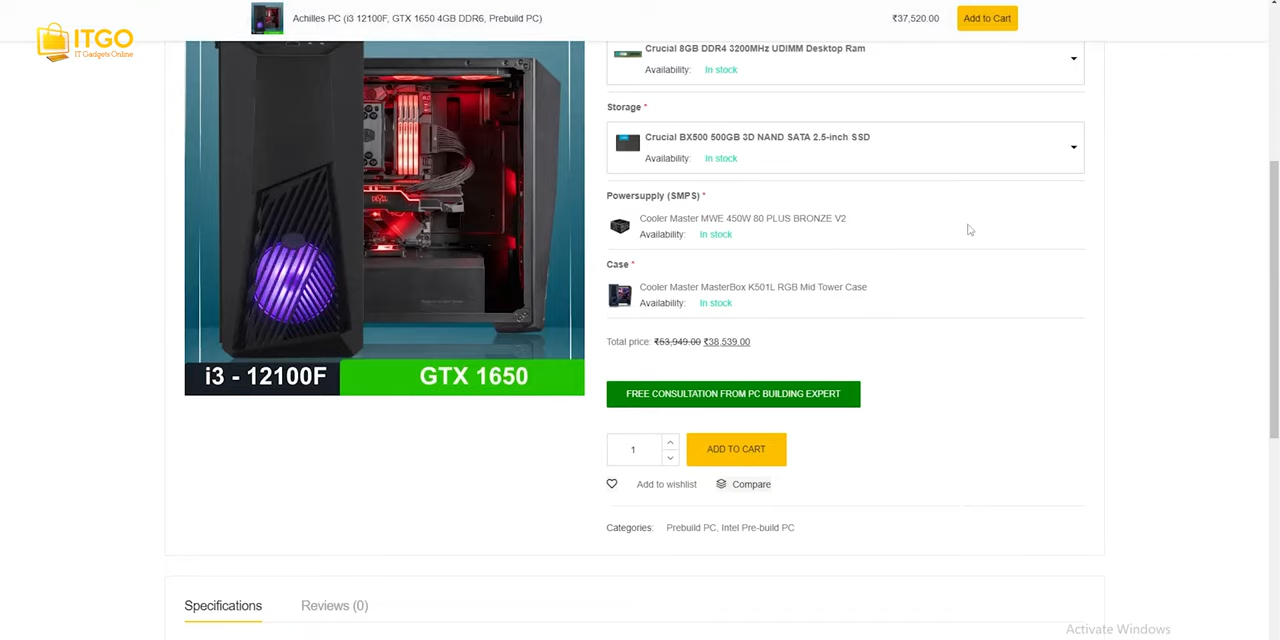 Achilles PC (i3 12100F, GTX 1650 4GB DDR6, Prebuild PC)
₹37,520.00
Add to Cart
ITGO
IT Gadgets Online
Crucial 8GB DDR4 3200MHz UDIMM Desktop Ram
Availability: In stock
Storage *
Crucial BX500 500GB 3D NAND SATA 2.5-inch SSD
Availability: In stock
Powersupply (SMPS) *
Cooler Master MWE 450W 80 PLUS BRONZE V2
Availability: In stock
Case *
Cooler Master MasterBox K501L RGB Mid Tower Case
Availability: In stock
Total price: ₹53,949.00 ₹38,539.00
i3 - 12100F
GTX 1650
FREE CONSULTATION FROM PC BUILDING EXPERT
1
ADD TO CART
Add to wishlist
Compare
Categories: Prebuild PC, Intel Pre-build PC
Specifications
Reviews (0)
Activate Windows